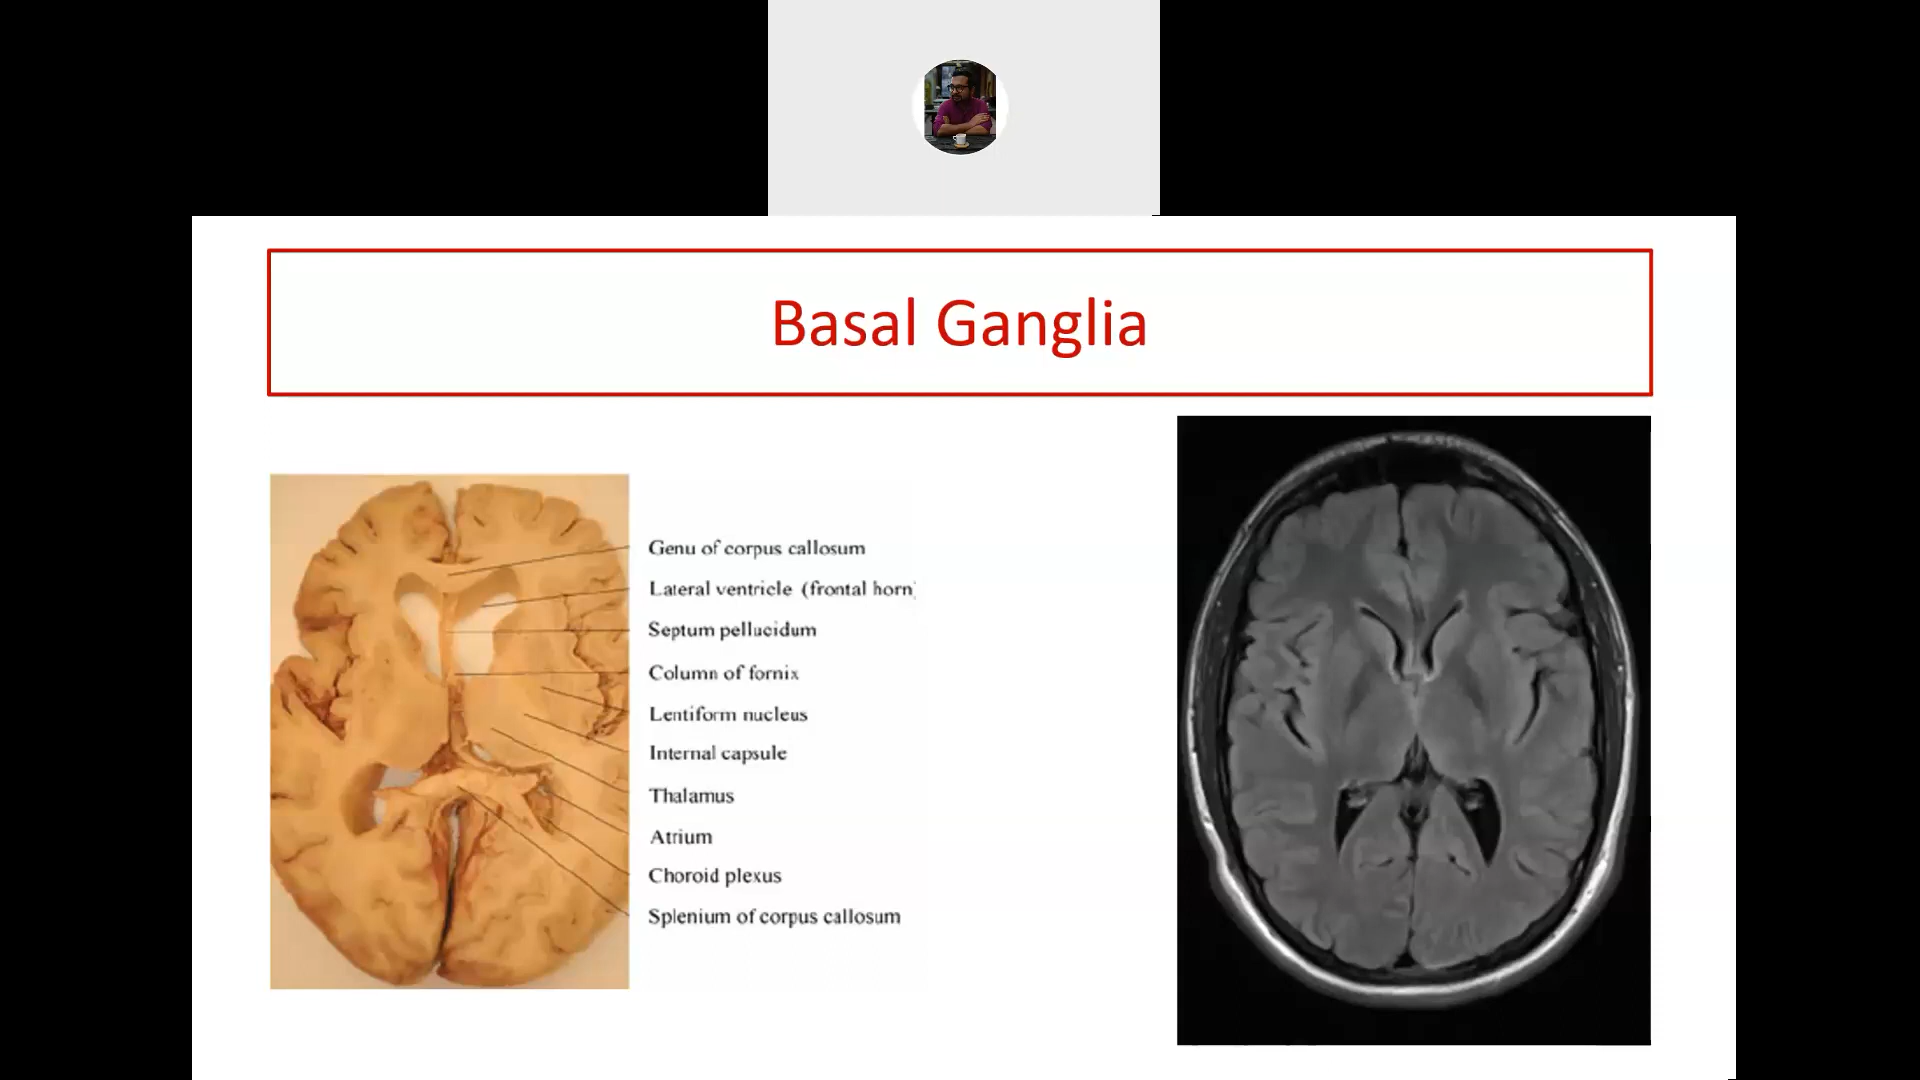 Basal Ganglia
Genu of corpus callosum
Lateral ventricle (frontal horn)
Septum pellucidum
Column of fornix
Lentiform nucleus
Internal capsule
Thalamus
Atrium
Choroid plexus
Splenium of corpus callosum